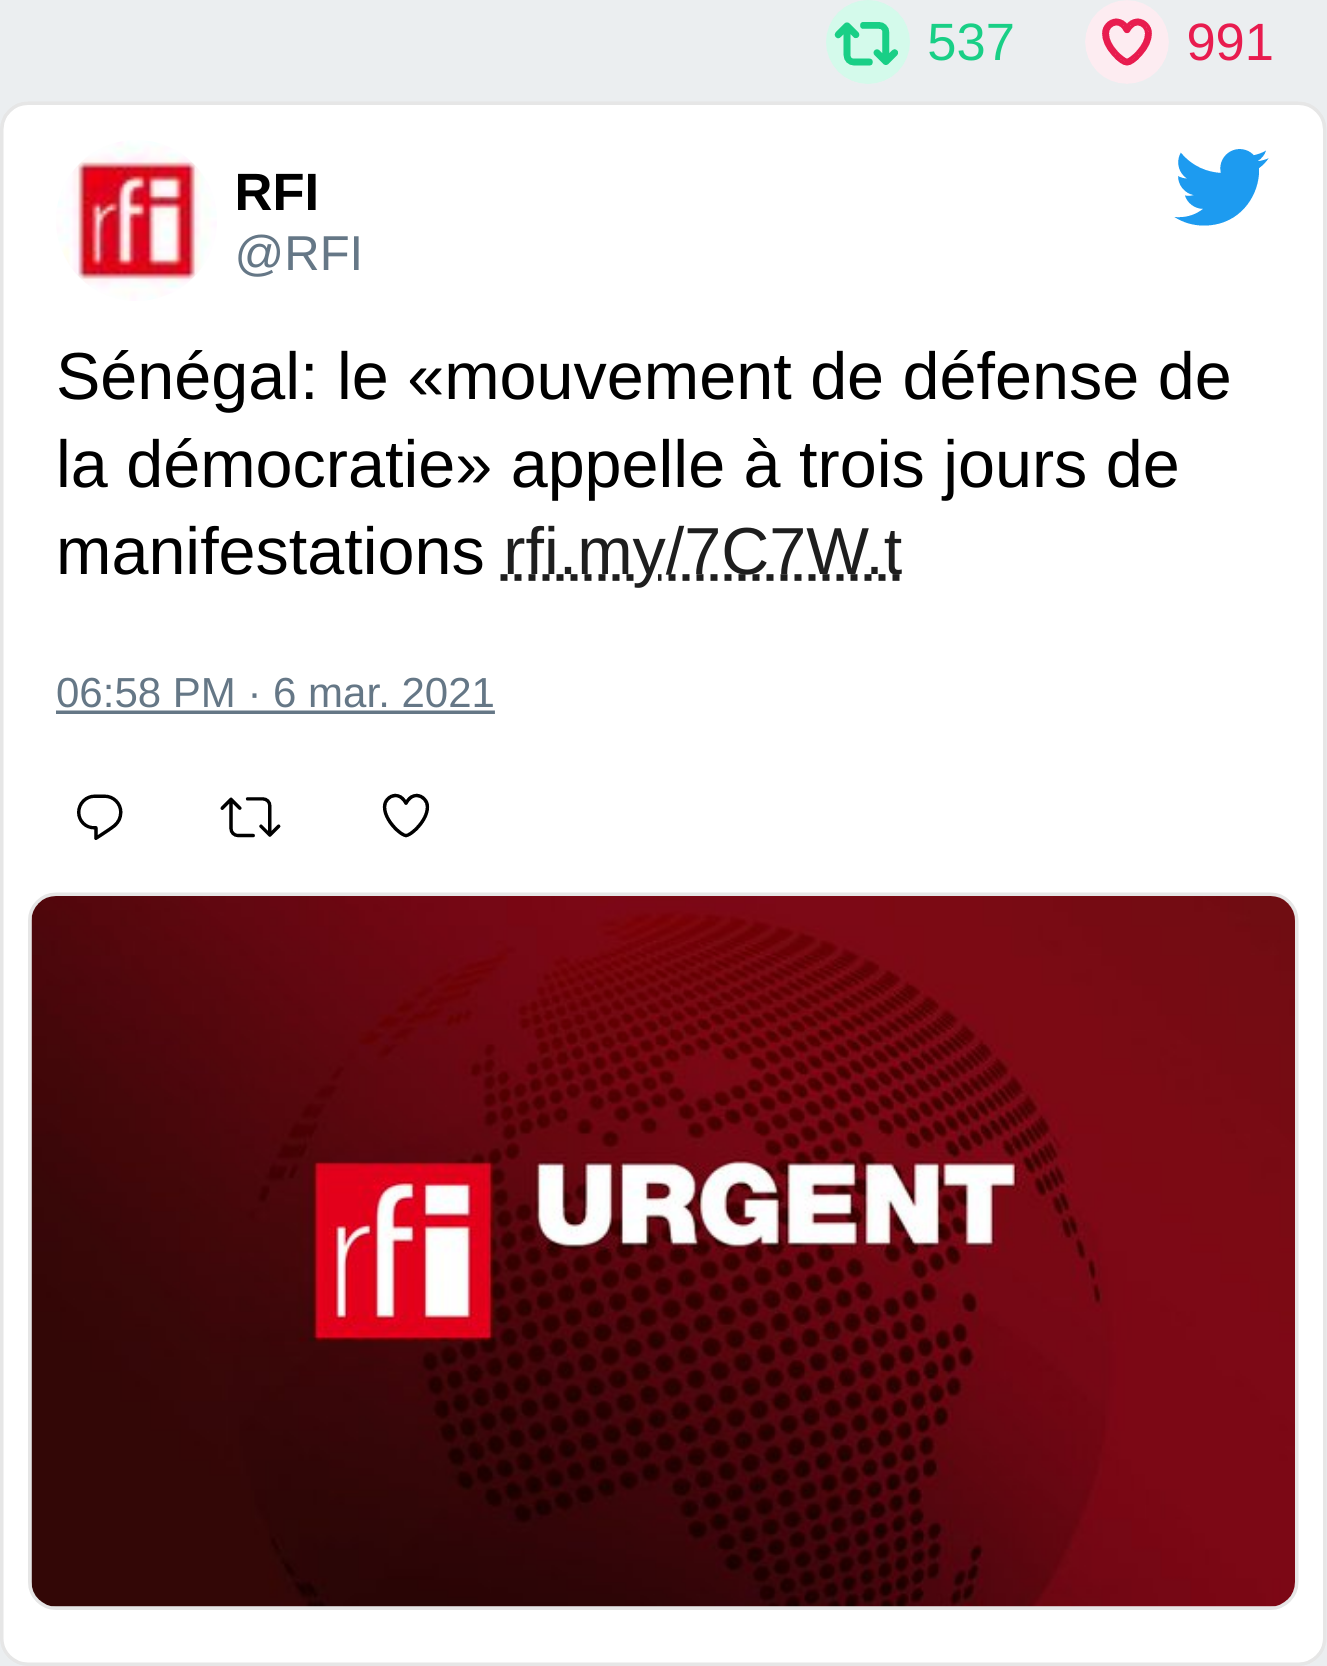 537 991
rfi
RFI
@RFI
Sénégal: le «mouvement de défense de
la démocratie» appelle à trois jours de
manifestations rfi.my/7C7W.t
06:58 PM · 6 mar. 2021
rfi URGENT